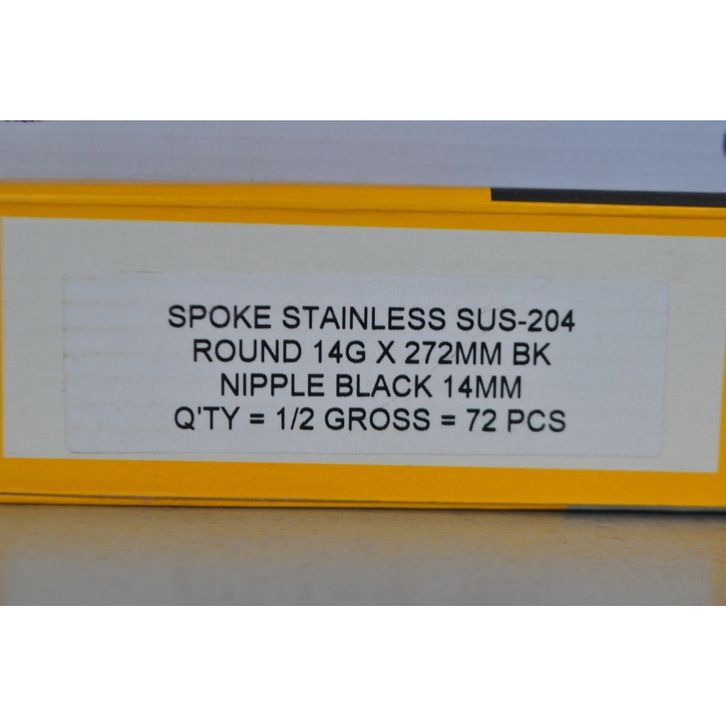 SPOKE STAINLESS SUS-204
ROUND 14G X 272MM BK
NIPPLE BLACK 14MM
Q'TY = 1/2 GROSS = 72 PCS